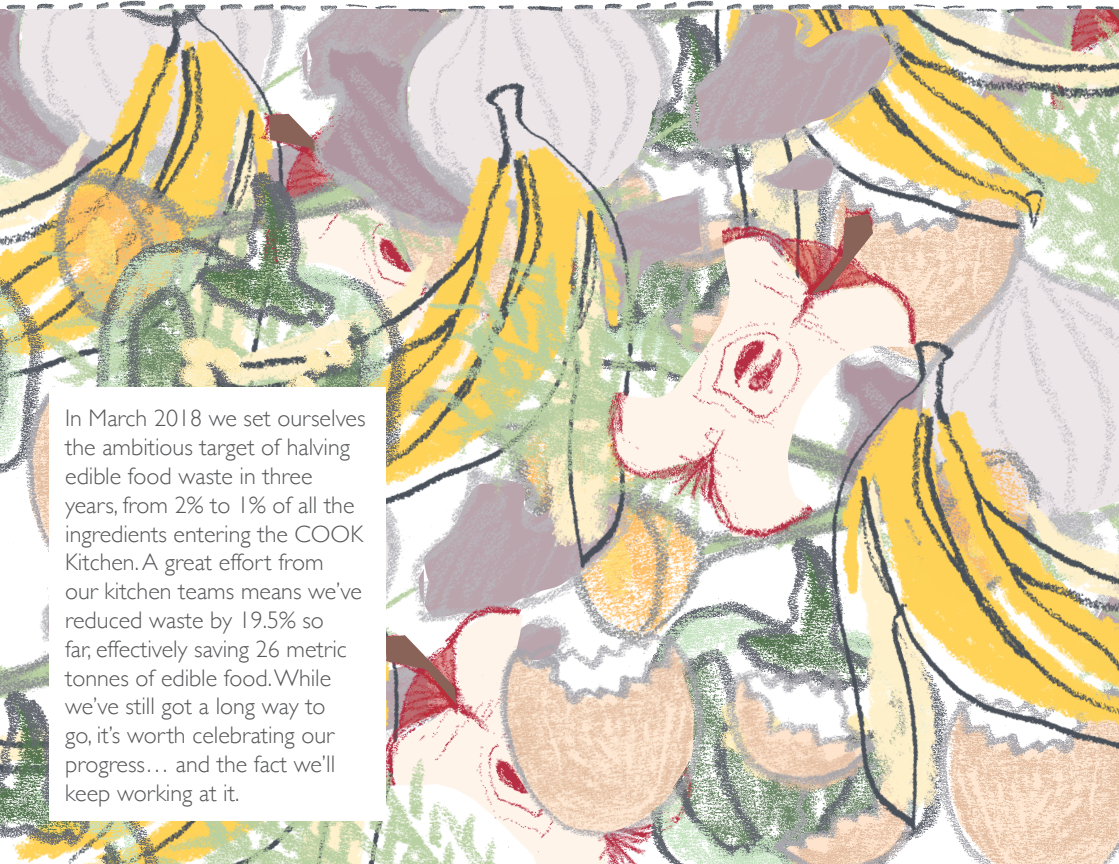 In March 2018 we set ourselves
the ambitious target of halving
edible food waste in three
years, from 2% to 1% of all the
ingredients entering the COOK
Kitchen. A great effort from
our kitchen teams means we’ve
reduced waste by 19.5% so
far, effectively saving 26 metric
tonnes of edible food. While
we’ve still got a long way to
go, it’s worth celebrating our
progress… and the fact we’ll
keep working at it.